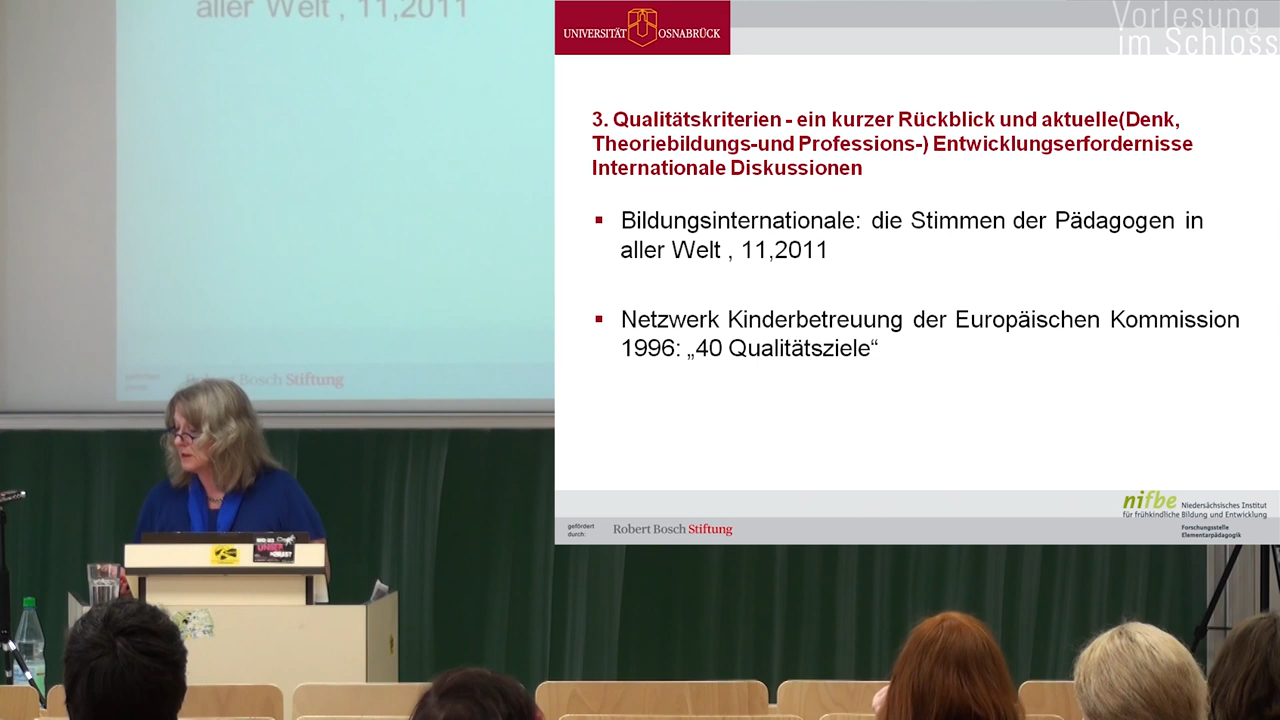 aller Welt , 11,2011
Robert Bosch Stiftung
UNIVERSITÄT OSNABRÜCK
Vorlesung
im Schloss
3. Qualitätskriterien - ein kurzer Rückblick und aktuelle(Denk,
Theoriebildungs-und Professions-) Entwicklungserfordernisse
Internationale Diskussionen
Bildungsinternationale: die Stimmen der Pädagogen in
aller Welt , 11,2011
Netzwerk Kinderbetreuung der Europäischen Kommission
1996: „40 Qualitätsziele“
nifbe Niedersächsisches Institut
für frühkindliche Bildung und Entwicklung
Forschungsstelle
Elementarpädagogik
gefördert
durch:
Robert Bosch Stiftung
UNSER